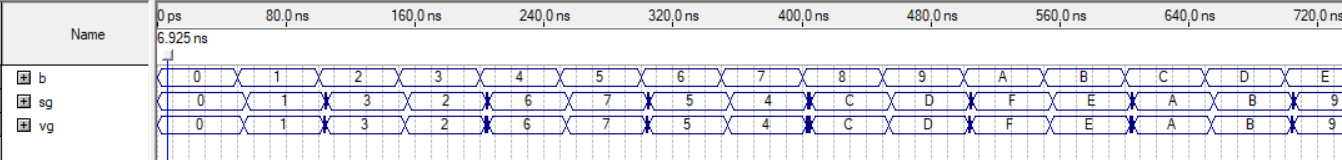 Name
0 ps 80.0 ns 160.0 ns 240.0 ns 320.0 ns 400.0 ns 480.0 ns 560.0 ns 640.0 ns 720.0 n
6.925 ns
b 0 1 2 3 4 5 6 7 8 9 A B C D E
sg 0 1 3 2 6 7 5 4 C D F E A B 9
vg 0 1 3 2 6 7 5 4 C D F E A B 9